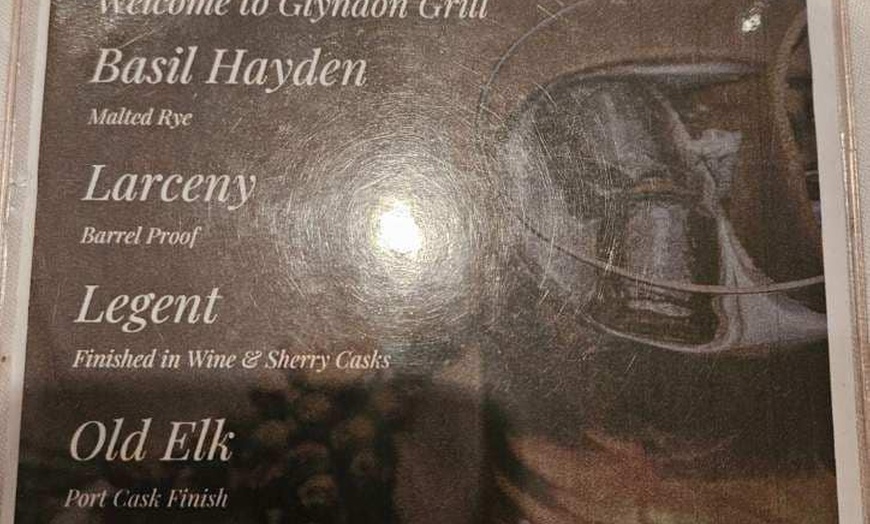 Welcome to Glyndon Grill
Basil Hayden
Malted Rye
Larceny
Barrel Proof
Legent
Finished in Wine & Sherry Casks
Old Elk
Port Cask Finish